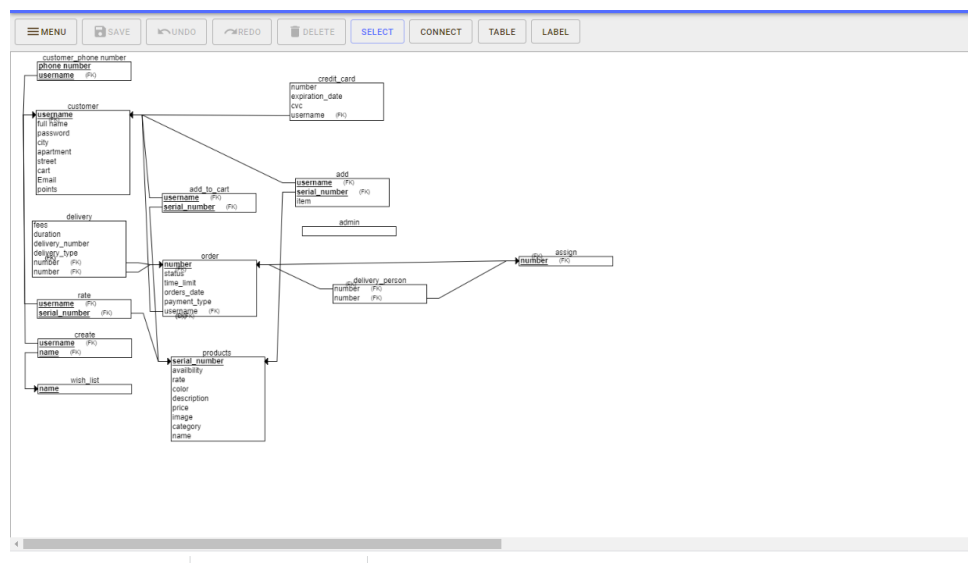 MENU
SAVE
UNDO
REDO
DELETE
SELECT
CONNECT
TABLE
LABEL
customer_phone number
phone number
username (FK)
credit_card
number
expiration_date
cvc
username (FK)
customer
username
full name
password
city
apartment
street
cart
Email
points
add
username (FK)
serial_number (FK)
item
add_to_cart
username (FK)
serial_number (FK)
admin
delivery
fees
duration
delivery_number
delivery_type
number (FK)
number (FK)
order
number
status
time_limit
orders_date
payment_type
username (FK)
assign
number (FK)
delivery_person
number (FK)
number (FK)
rate
username (FK)
serial_number (FK)
create
username (FK)
name (FK)
wish_list
name
products
serial_number
availbility
rate
color
description
price
image
category
name